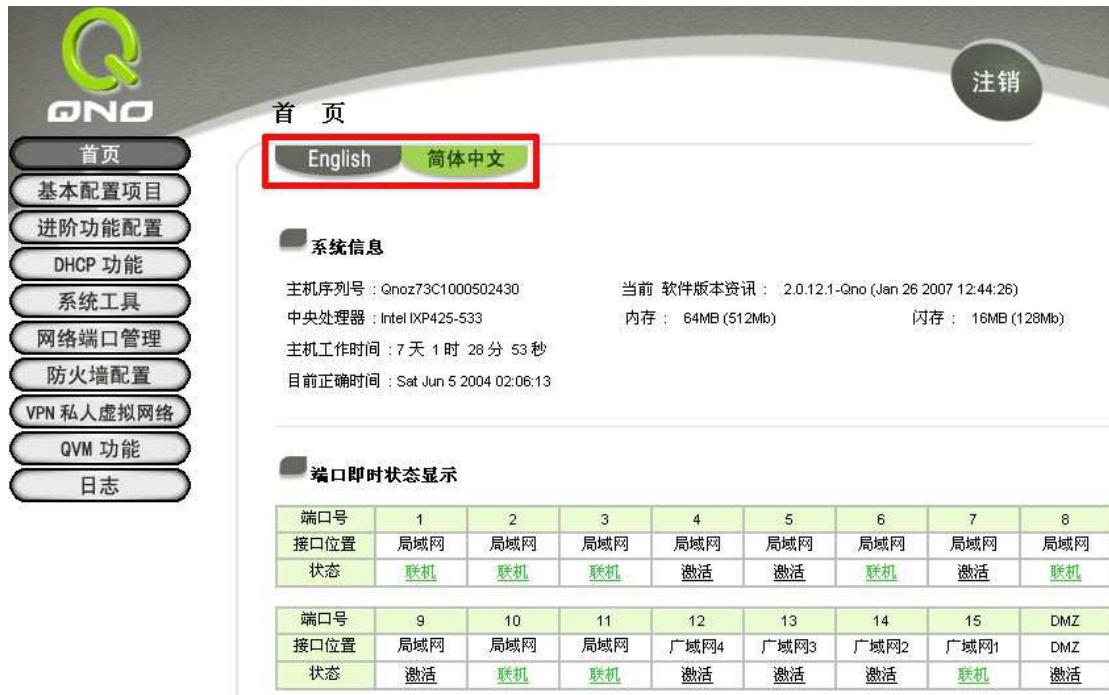 QNO
注销
首 页
English 简体中文
首页
基本配置项目
进阶功能配置
DHCP 功能
系统工具
网络端口管理
防火墙配置
VPN 私人虚拟网络
QVM 功能
日志
系统信息
主机序列号 : Qnoz73C1000502430 当前 软件版本资讯 : 2.0.12.1-Qno (Jan 26 2007 12:44:26)
中央处理器 : Intel IXP425-533 内存 : 64MB (512Mb) 闪存 : 16MB (128Mb)
主机工作时间 : 7 天 1 时 28 分 53 秒
目前正确时间 : Sat Jun 5 2004 02:06:13
端口即时状态显示
端口号 1 2 3 4 5 6 7 8
接口位置 局域网 局域网 局域网 局域网 局域网 局域网 局域网 局域网
状态 联机 联机 联机 激活 激活 联机 激活 联机
端口号 9 10 11 12 13 14 15 DMZ
接口位置 局域网 局域网 局域网 广域网4 广域网3 广域网2 广域网1 DMZ
状态 激活 联机 联机 激活 激活 激活 联机 激活